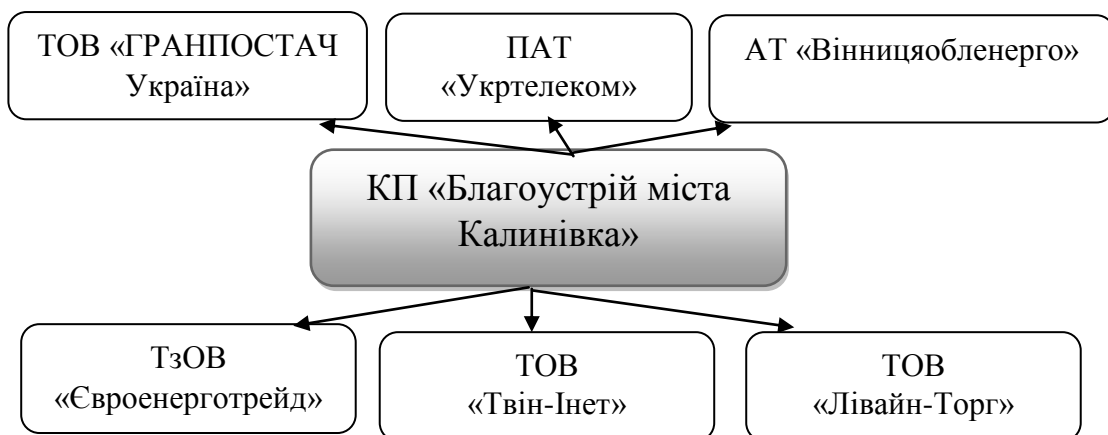 ТОВ «ГРАНПОСТАЧ
Україна»
ПАТ
«Укртелеком»
АТ «Вінницяобленерго»
КП «Благоустрій міста
Калинівка»
ТзОВ
«Євроенерготрейд»
ТОВ
«Твін-Інет»
ТОВ
«Лівайн-Торг»